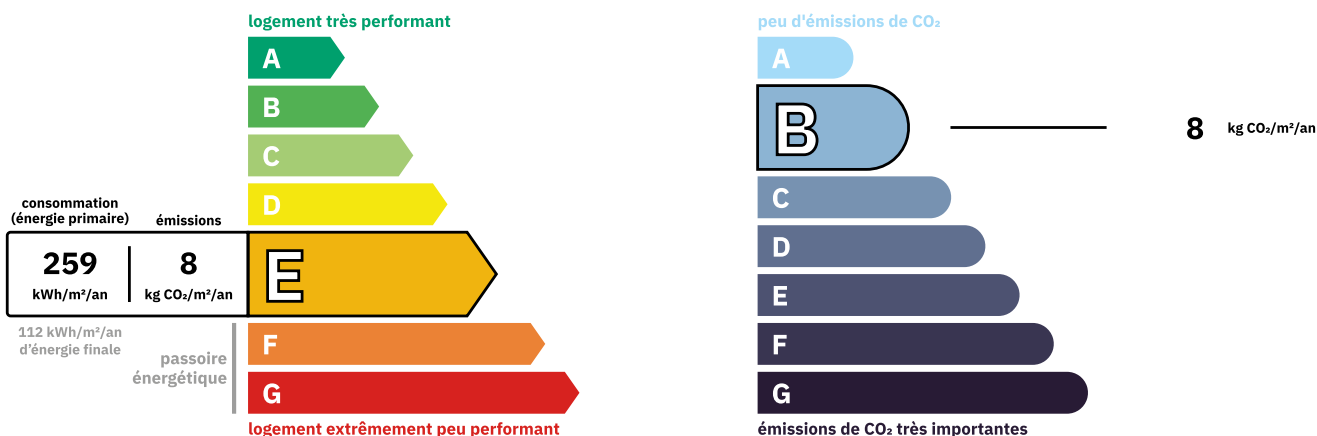 logement très performant
A
B
C
D
consommation
(énergie primaire)
émissions
259
kWh/m²/an
8
kg CO₂/m²/an
E
112 kWh/m²/an
d'énergie finale
passoire
énergétique
F
G
logement extrêmement peu performant
peu d'émissions de CO₂
A
B
8 kg CO₂/m²/an
C
D
E
F
G
émissions de CO₂ très importantes